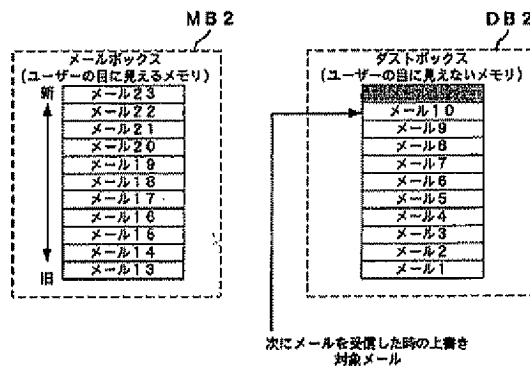 MB2
メールボックス
(ユーザーの目に見えるメモリ)
新
メール23
メール22
メール21
メール20
メール19
メール18
メール17
メール16
メール15
メール14
メール13
旧
DB2
ダストボックス
(ユーザーの目に見えないメモリ)
メール10
メール9
メール8
メール7
メール6
メール5
メール4
メール3
メール2
メール1
次にメールを受信した時の上書き
対象メール